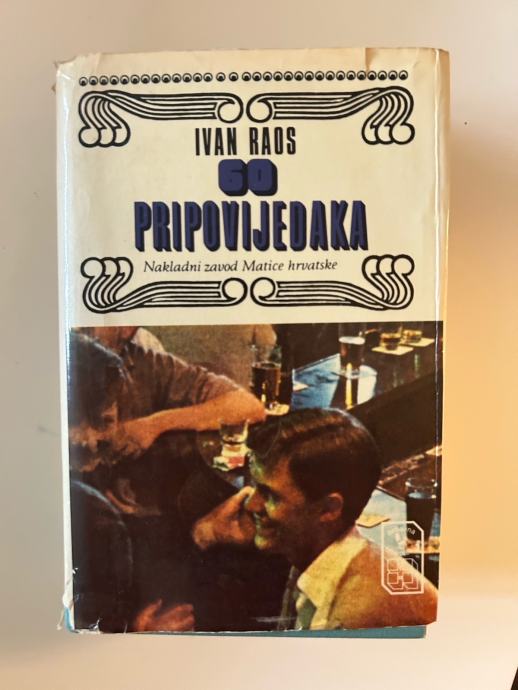 IVAN RAOS
60
PRIPOVIJEDAKA
Nakladni zavod Matice hrvatske